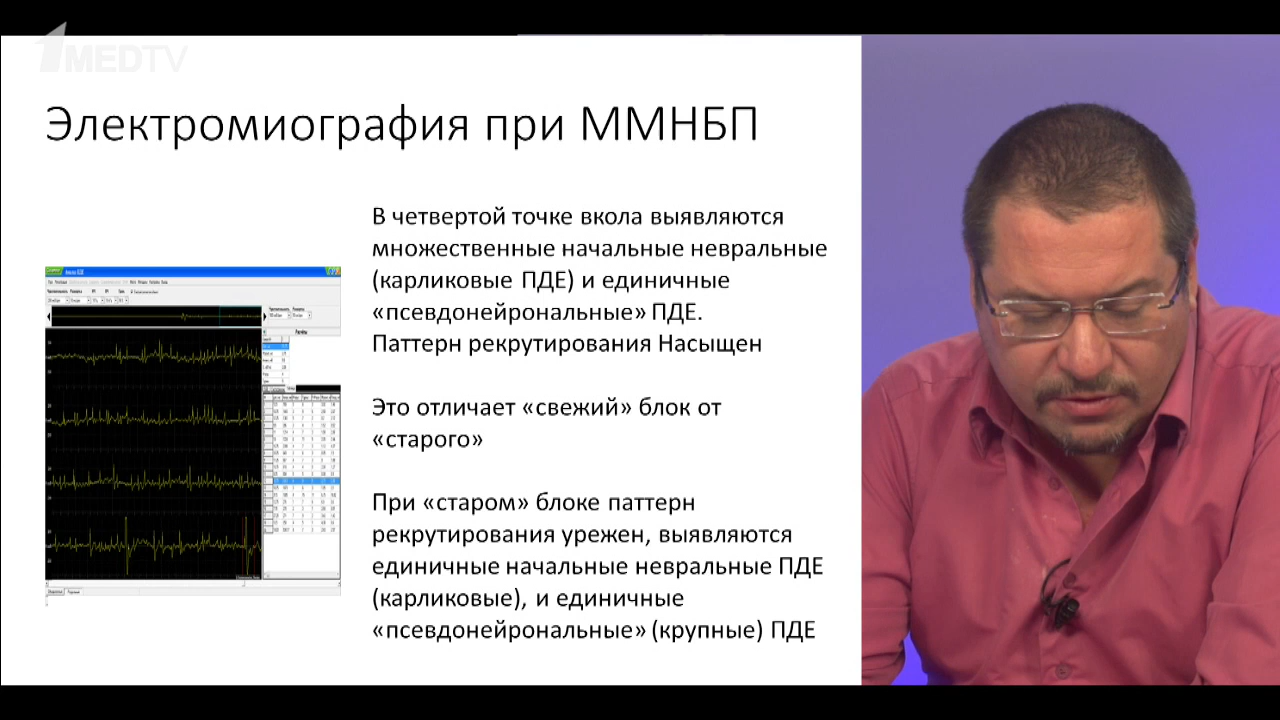 1MEDTV
Электромиография при ММНБП
В четвертой точке вкола выявляются
множественные начальные невральные
(карликовые ПДЕ) и единичные
«псевдонейрональные» ПДЕ.
Паттерн рекрутирования Насыщен
Это отличает «свежий» блок от
«старого»
При «старом» блоке паттерн
рекрутирования урежен, выявляются
единичные начальные невральные ПДЕ
(карликовые), и единичные
«псевдонейрональные» (крупные) ПДЕ